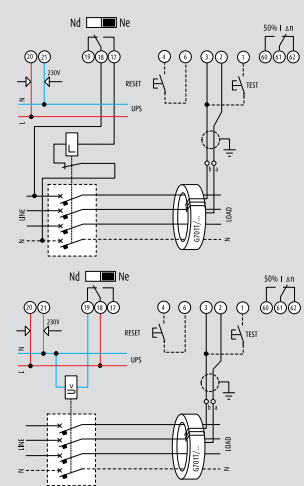 Nd Ne
50% I Δn
20 21 19 18 17 4 6 3 2 1 60 61 62
230V
RESET
TEST
N
UPS
L
b a
LINE
G701T/...
LOAD
N
N
Nd Ne
50% I Δn
20 21 19 18 17 4 6 3 2 1 60 61 62
230V
RESET
TEST
N
UPS
L
b a
LINE
G701T/...
LOAD
N
N